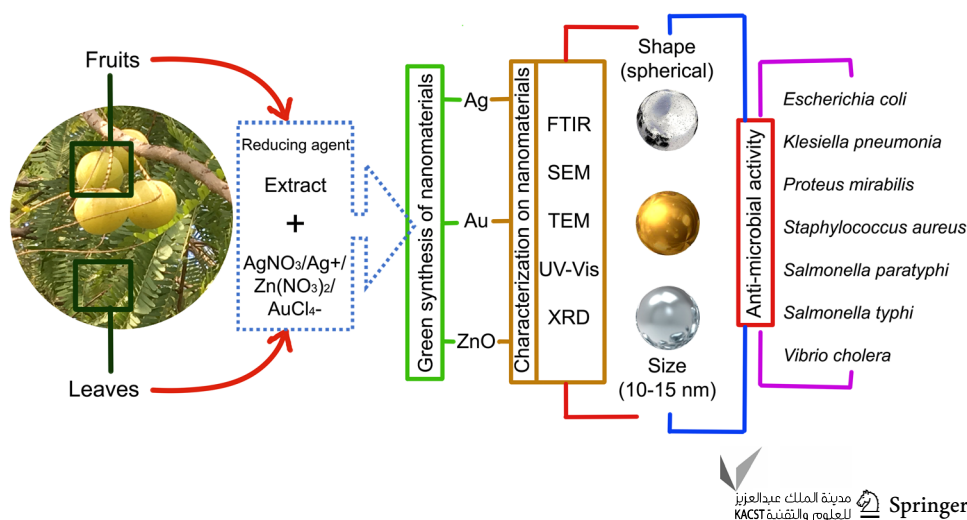 Fruits
Leaves
Reducing agent
Extract
+
AgNO3/Ag+/
Zn(NO3)2/
AuCl4-
Green synthesis of nanomaterials
Ag
Au
ZnO
Characterization on nanomaterials
FTIR
SEM
TEM
UV-Vis
XRD
Shape
(spherical)
Size
(10-15 nm)
Anti-microbial activity
Escherichia coli
Klesiella pneumonia
Proteus mirabilis
Staphylococcus aureus
Salmonella paratyphi
Salmonella typhi
Vibrio cholera
مدينة الملك عبدالعزيز
للعلوم والتقنية KACST
Springer